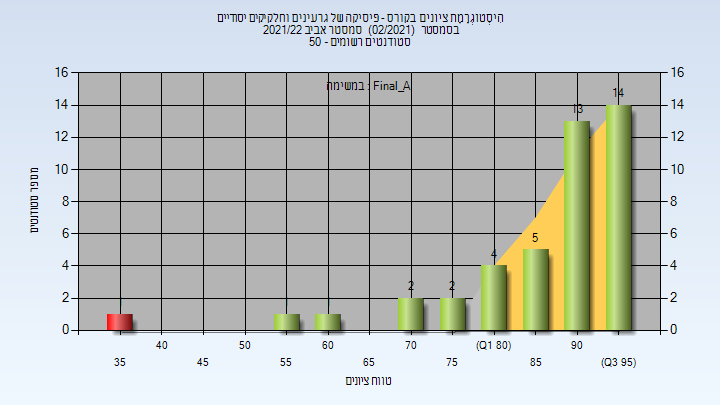 היסטוגרמת ציונים בקורס - פיסיקה של גרעינים וחלקיקים יסודיים
בסמסטר (02/2021) סמסטר אביב 2021/22
סטודנטים רשומים - 50
במשימה : Final_A
מספר סטודנטים
16 14 12 10 8 6 4 2 0
2 2 4 5 13 14
16 14 12 10 8 6 4 2 0
40 50 60 70 (Q1 80) 90
35 45 55 65 75 85 (Q3 95)
טווח ציונים